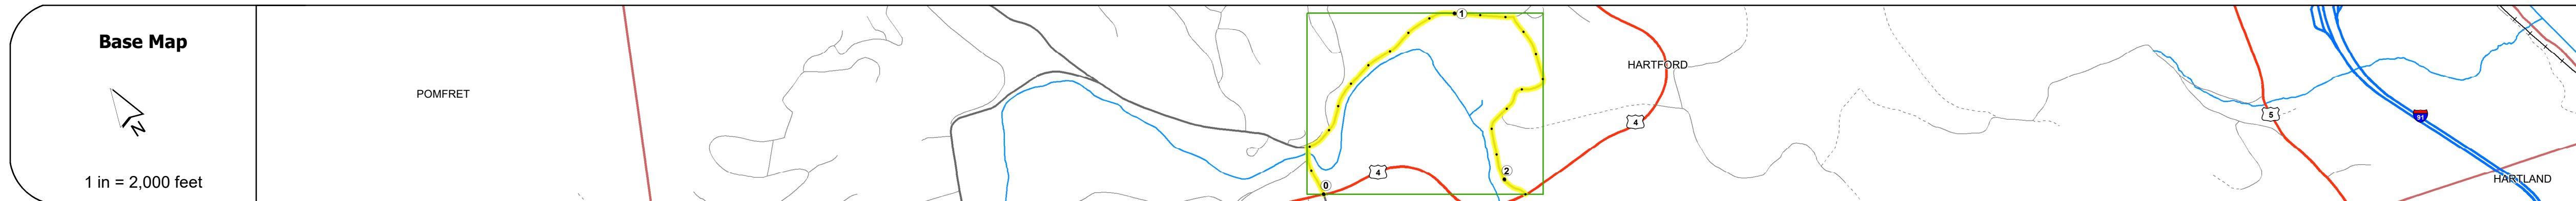 Base Map
N
1 in = 2,000 feet
POMFRET
1
HARTFORD
4
4
0
2
5
91
HARTLAND